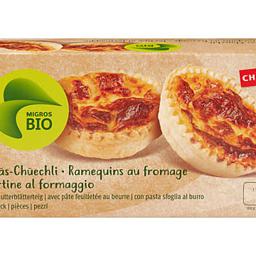 MIGROS
BIO
CH
äs-Chüechli • Ramequins au fromage
rtine al formaggio
utterblätterteig | avec pâte feuilletée au beurre | con pasta sfoglia al burro
ck | pièces | pezzi